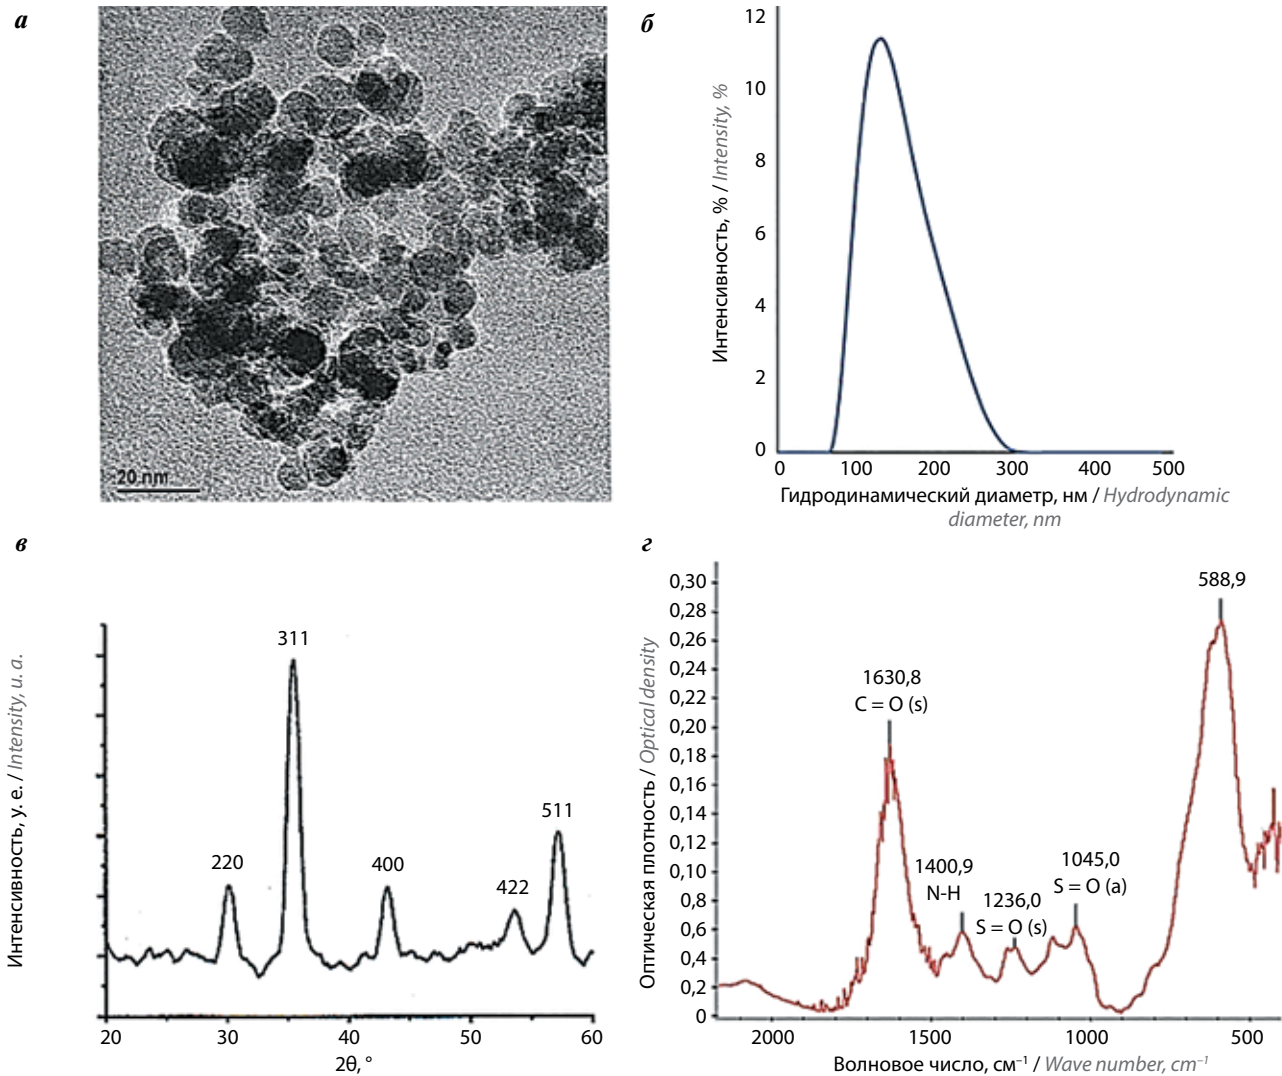 а
20 nm
б
Интенсивность, % / Intensity, %
12
10
8
6
4
2
0
0 100 200 300 400 500
Гидродинамический диаметр, нм / Hydrodynamic
diameter, nm
в
Интенсивность, у. е. / Intensity, u. a.
311
511
220
400
422
20 30 40 50 60
2θ, °
г
Оптическая плотность / Optical density
0,30
0,28
0,26
0,24
0,22
0,20
0,18
0,16
0,14
0,12
0,10
0,8
0,6
0,4
0,2
0
588,9
1630,8
C = O (s)
1400,9
N-H
1236,0
S = O (s)
1045,0
S = O (a)
2000 1500 1000 500
Волновое число, см⁻¹ / Wave number, cm⁻¹